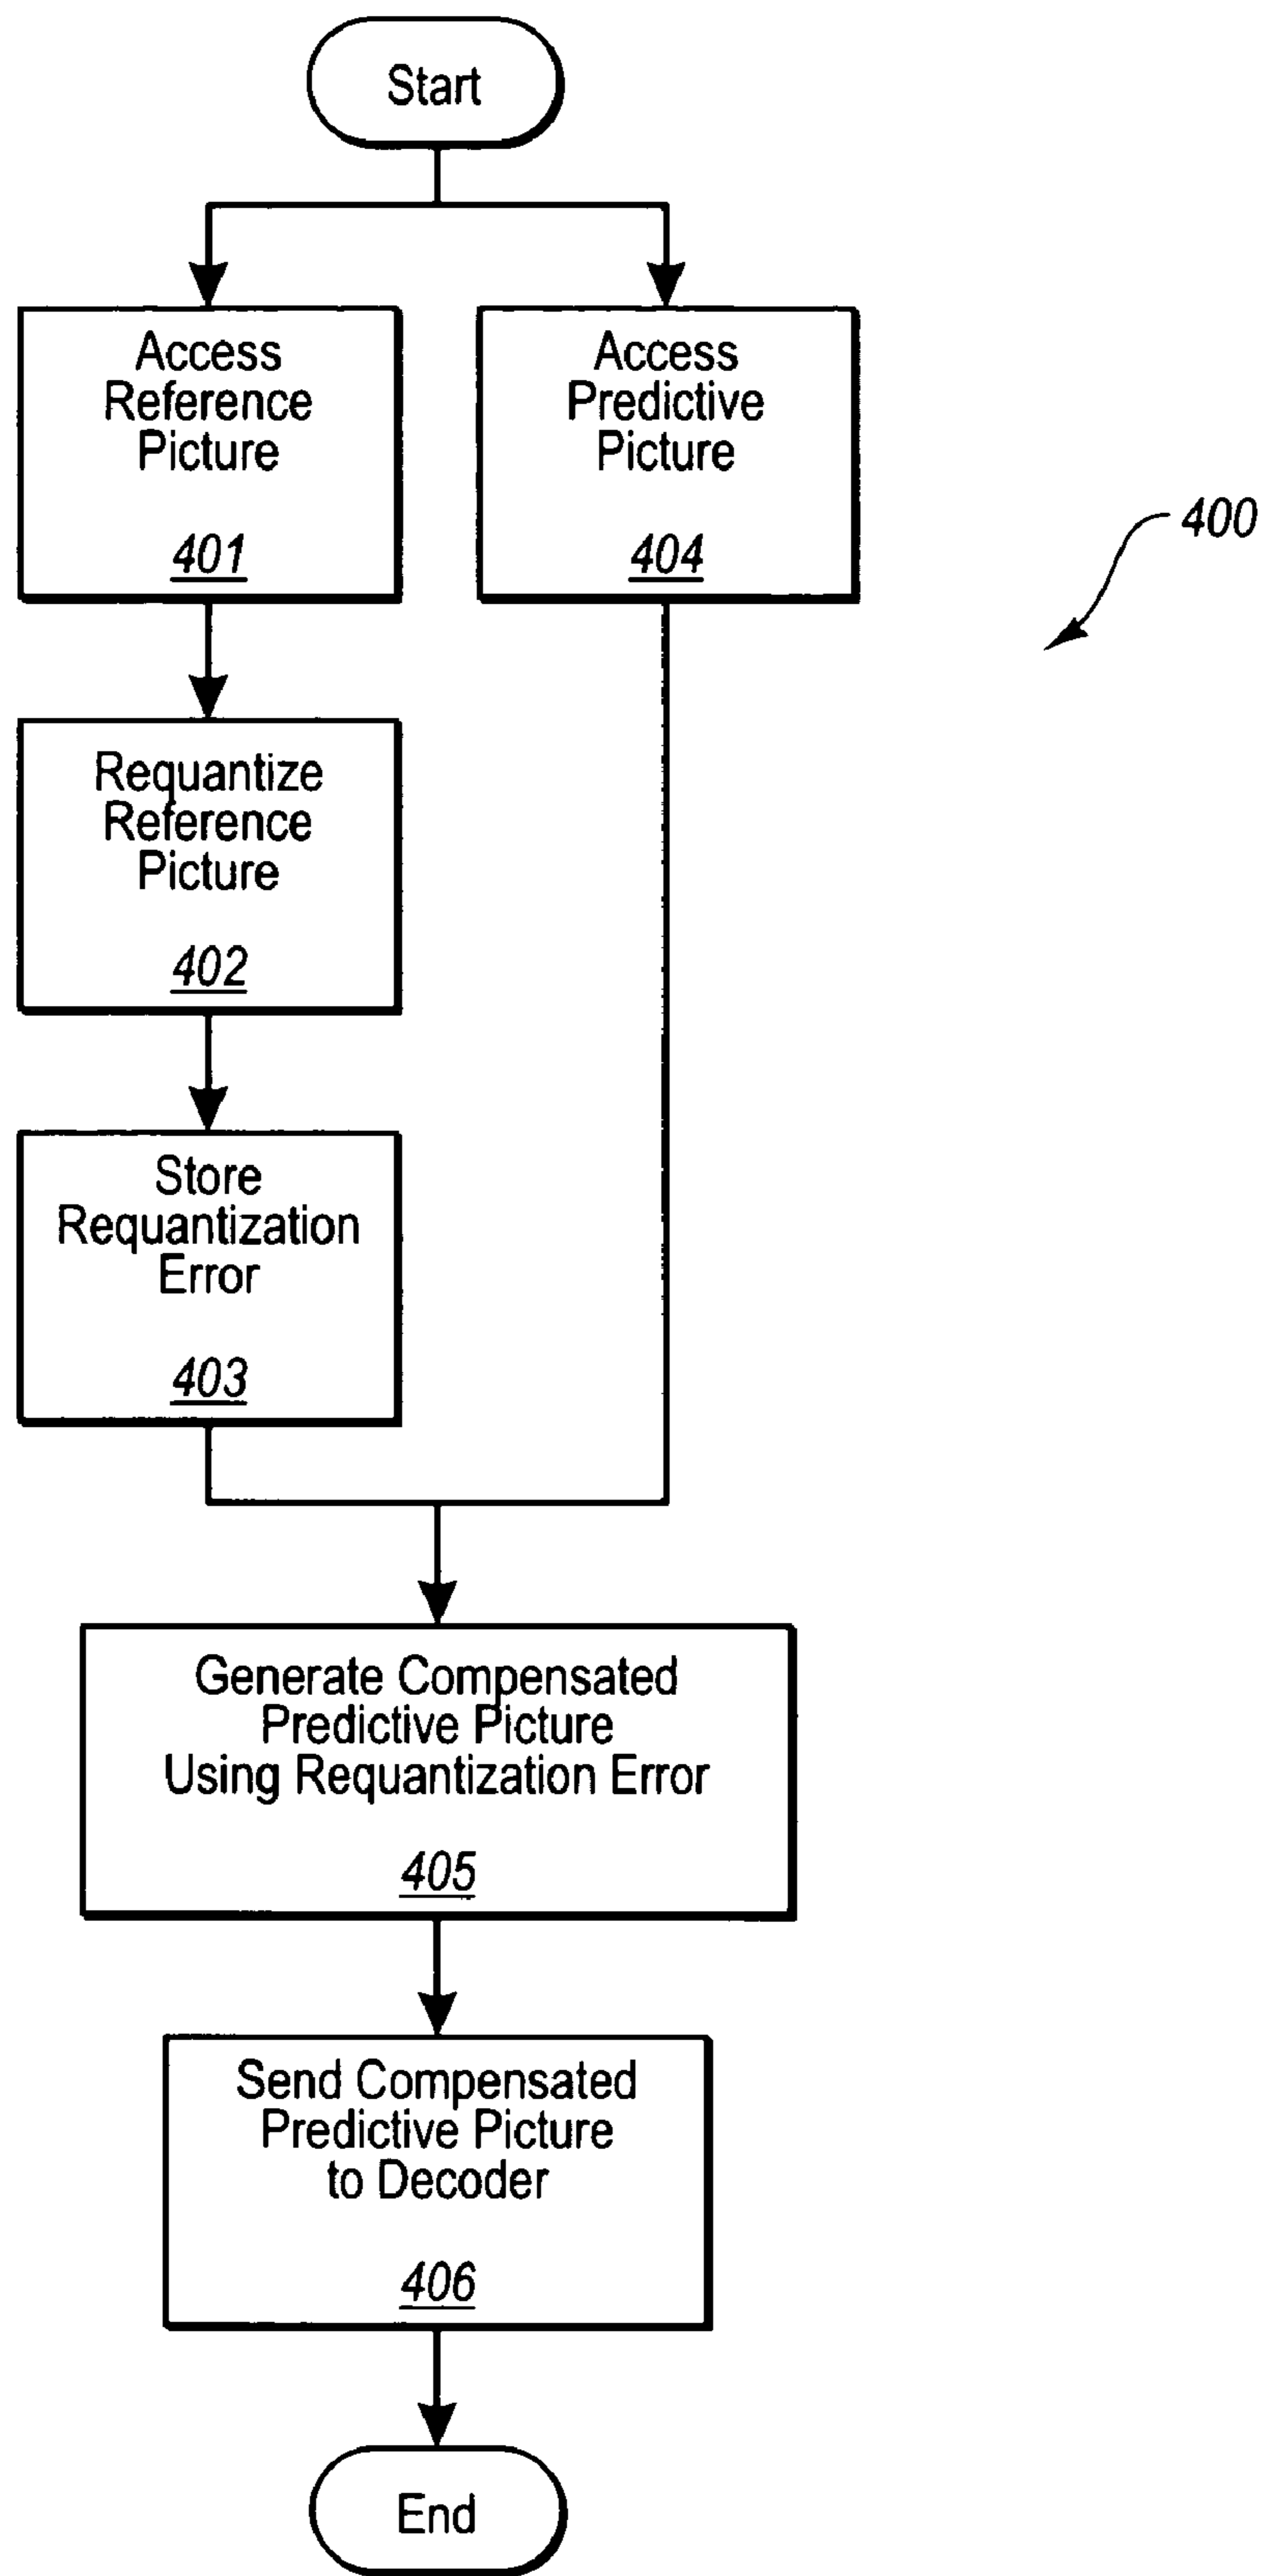 Start
Access
Reference
Picture
401
Access
Predictive
Picture
404
400
Requantize
Reference
Picture
402
Store
Requantization
Error
403
Generate Compensated
Predictive Picture
Using Requantization Error
405
Send Compensated
Predictive Picture
to Decoder
406
End